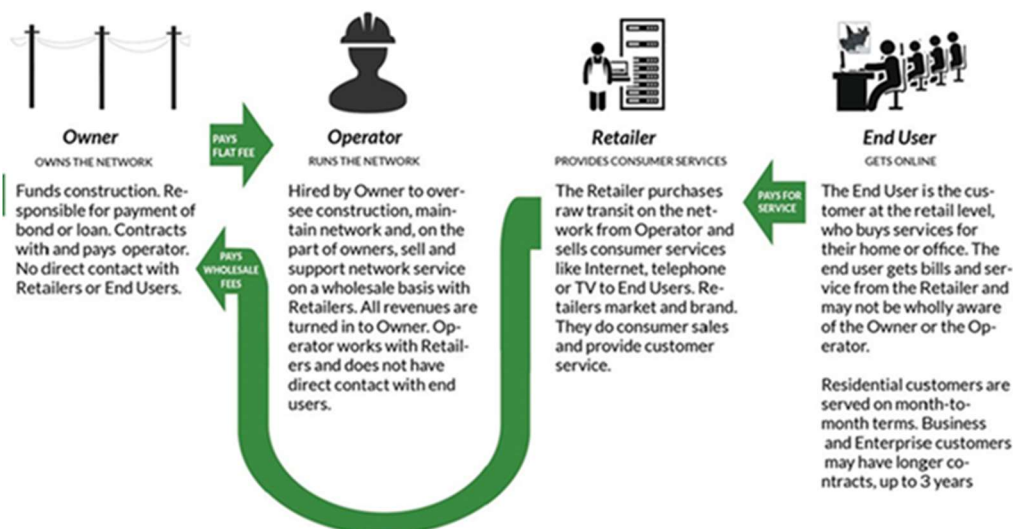 Owner
OWNS THE NETWORK
Funds construction. Re-
sponsible for payment of
bond or loan. Contracts
with and pays operator.
No direct contact with
Retailers or End Users.
PAYS
FLAT FEE
PAYS
WHOLESALE
FEES
Operator
RUNS THE NETWORK
Hired by Owner to over-
see construction, main-
tain network and, on the
part of owners, sell and
support network service
on a wholesale basis with
Retailers. All revenues are
turned in to Owner. Op-
erator works with Retail-
ers and does not have
direct contact with end
users.
Retailer
PROVIDES CONSUMER SERVICES
The Retailer purchases
raw transit on the net-
work from Operator and
sells consumer services
like Internet, telephone
or TV to End Users. Re-
tailers market and brand.
They do consumer sales
and provide customer
service.
PAYS FOR
SERVICE
End User
GETS ONLINE
The End User is the cus-
tomer at the retail level,
who buys services for
their home or office. The
end user gets bills and ser-
vice from the Retailer and
may not be wholly aware
of the Owner or the Op-
erator.
Residential customers are
served on month-to-
month terms. Business
and Enterprise customers
may have longer co-
ntracts, up to 3 years